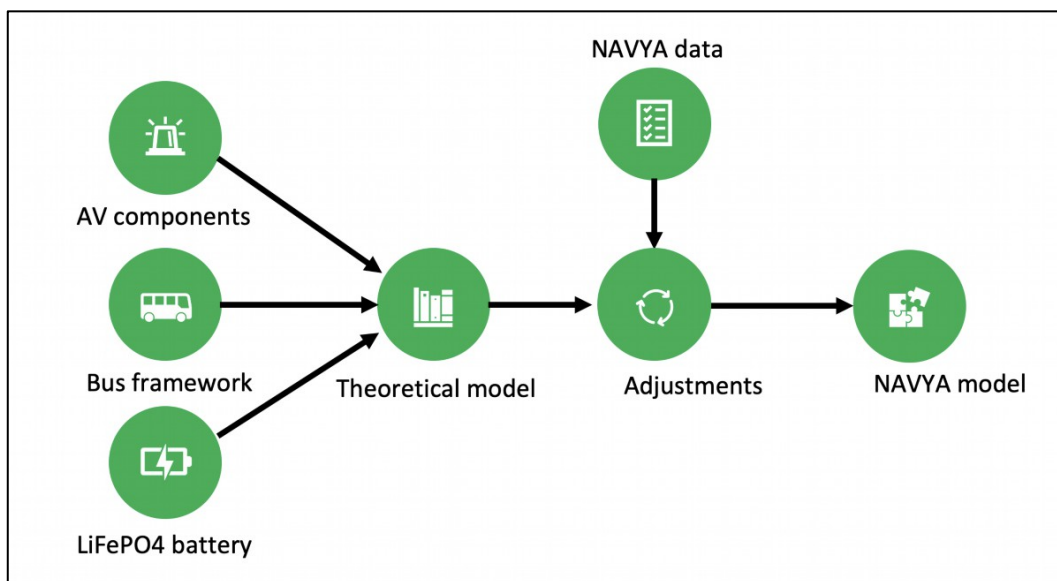 NAVYA data
AV components
Bus framework
Theoretical model
Adjustments
NAVYA model
LiFePO4 battery